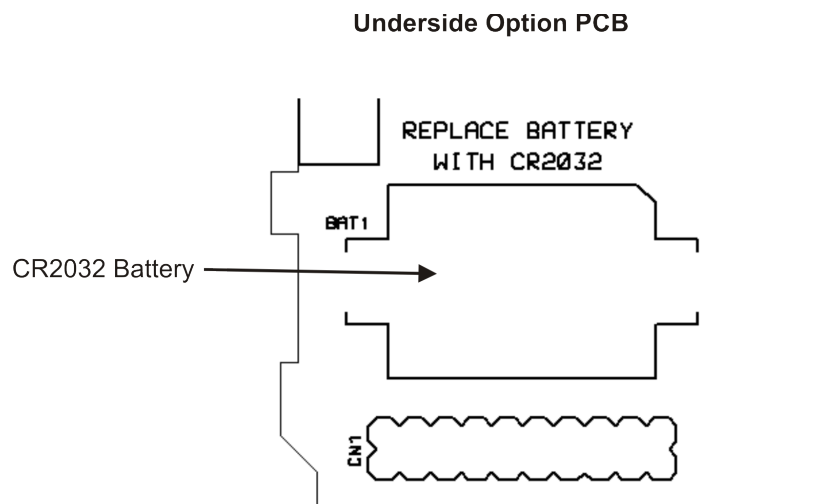 Underside Option PCB
REPLACE BATTERY
WITH CR2032
BAT1
CR2032 Battery
CN1